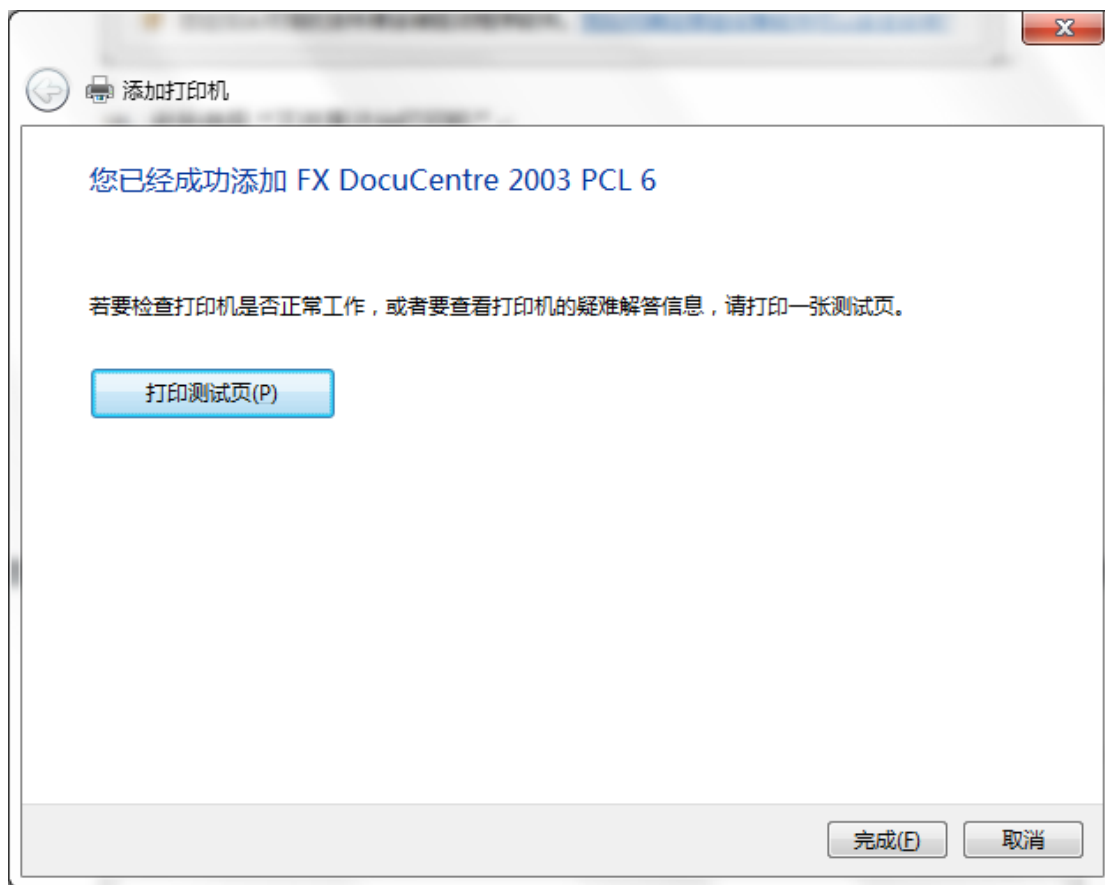 添加打印机
您已经成功添加 FX DocuCentre 2003 PCL 6
若要检查打印机是否正常工作，或者要查看打印机的疑难解答信息，请打印一张测试页。
打印测试页(P)
完成(F)
取消